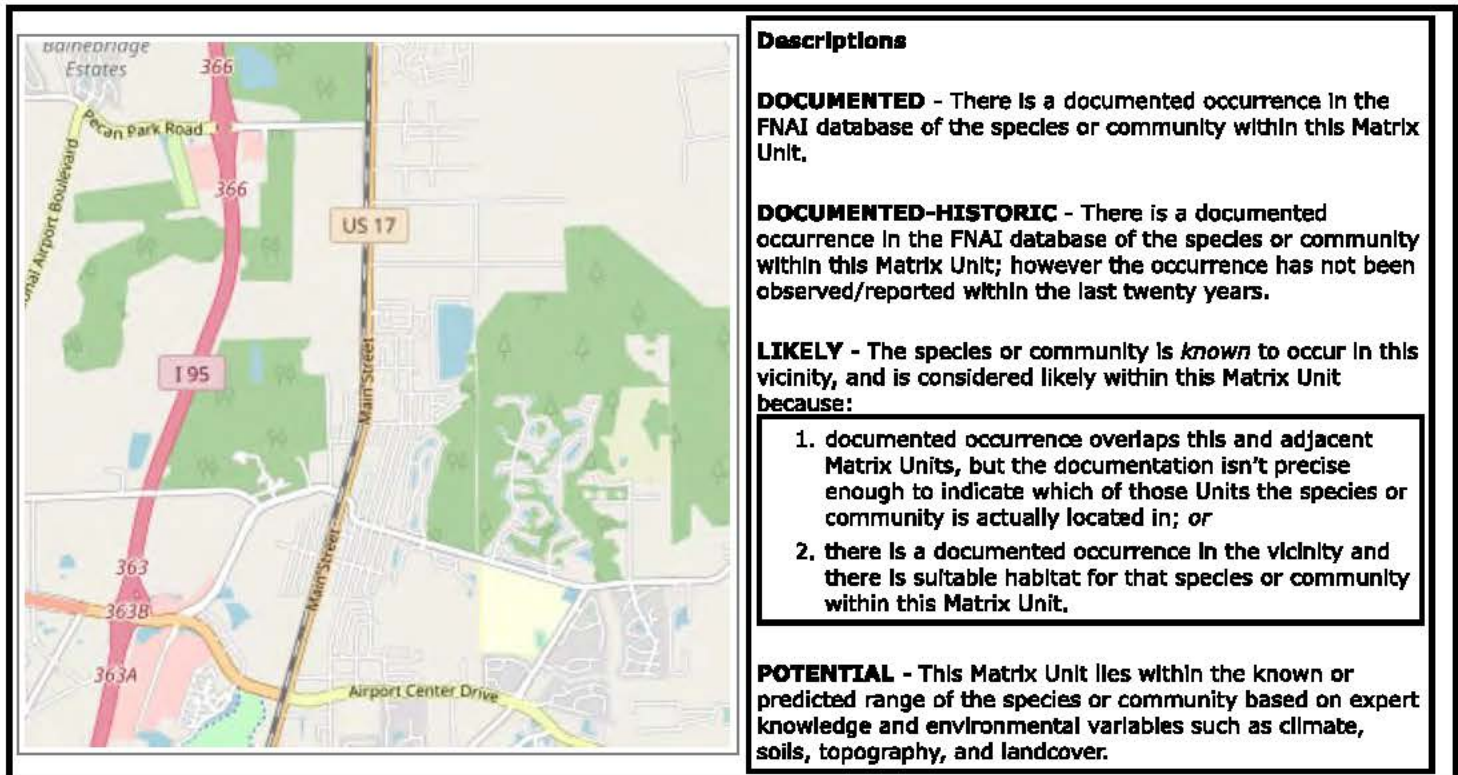 Bainebridge
Estates
366
Pecan Park Road
366
onal Airport Boulevard
US 17
I 95
Main Street
Main Street
363
363B
363A
Airport Center Drive
Descriptions
DOCUMENTED - There is a documented occurrence in the
FNAI database of the species or community within this Matrix
Unit.
DOCUMENTED-HISTORIC - There is a documented
occurrence in the FNAI database of the species or community
within this Matrix Unit; however the occurrence has not been
observed/reported within the last twenty years.
LIKELY - The species or community is known to occur in this
vicinity, and is considered likely within this Matrix Unit
because:
1. documented occurrence overlaps this and adjacent
Matrix Units, but the documentation isn't precise
enough to indicate which of those Units the species or
community is actually located in; or
2. there is a documented occurrence in the vicinity and
there is suitable habitat for that species or community
within this Matrix Unit.
POTENTIAL - This Matrix Unit lies within the known or
predicted range of the species or community based on expert
knowledge and environmental variables such as climate,
soils, topography, and landcover.